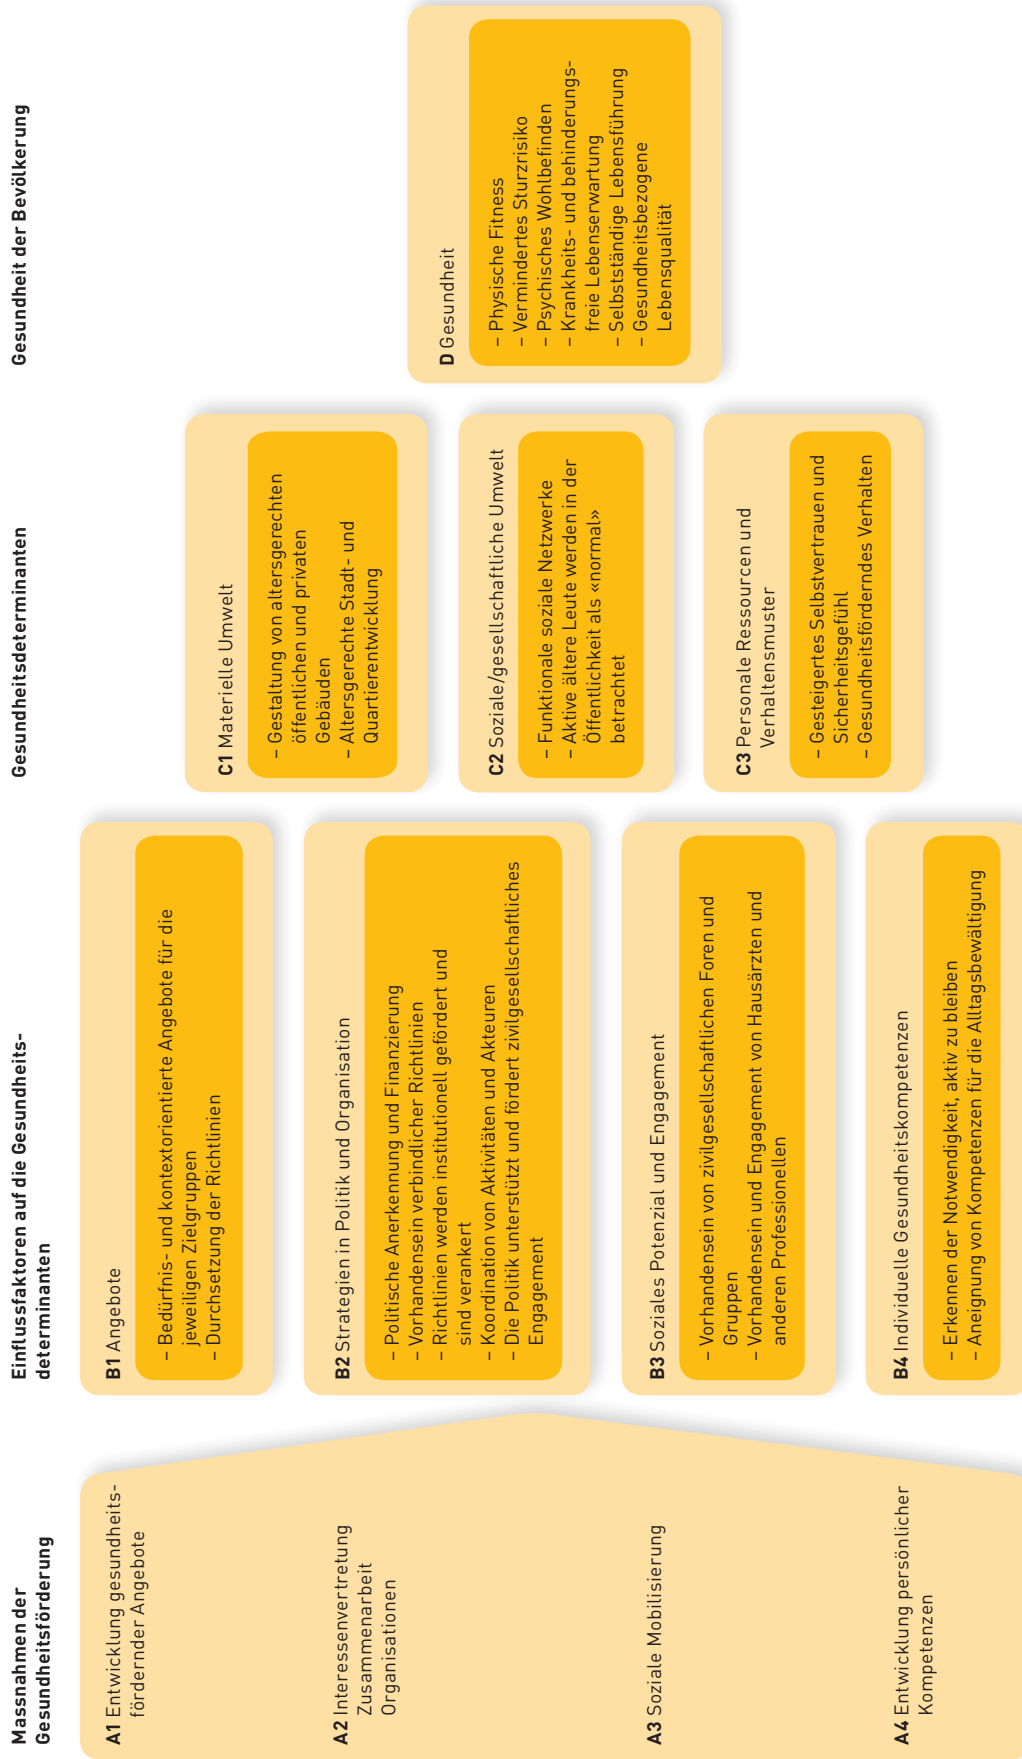 Massnahmen der
Gesundheitsförderung
A1 Entwicklung gesundheits-
fördernder Angebote
A2 Interessenvertretung
Zusammenarbeit
Organisationen
A3 Soziale Mobilisierung
A4 Entwicklung persönlicher
Kompetenzen
Einflussfaktoren auf die Gesundheits-
determinanten
B1 Angebote
– Bedürfnis- und kontextorientierte Angebote für die
jeweiligen Zielgruppen
– Durchsetzung der Richtlinien
B2 Strategien in Politik und Organisation
– Politische Anerkennung und Finanzierung
– Vorhandensein verbindlicher Richtlinien
– Richtlinien werden institutionell gefördert und
sind verankert
– Koordination von Aktivitäten und Akteuren
– Die Politik unterstützt und fördert zivilgesellschaftliches
Engagement
B3 Soziales Potenzial und Engagement
– Vorhandensein von zivilgesellschaftlichen Foren und
Gruppen
– Vorhandensein und Engagement von Hausärzten und
anderen Professionellen
B4 Individuelle Gesundheitskompetenzen
– Erkennen der Notwendigkeit, aktiv zu bleiben
– Aneignung von Kompetenzen für die Alltagsbewältigung
Gesundheitsdeterminanten
C1 Materielle Umwelt
– Gestaltung von altersgerechten
öffentlichen und privaten
Gebäuden
– Altersgerechte Stadt- und
Quartierentwicklung
C2 Soziale/gesellschaftliche Umwelt
– Funktionale soziale Netzwerke
– Aktive ältere Leute werden in der
Öffentlichkeit als «normal»
betrachtet
C3 Personale Ressourcen und
Verhaltensmuster
– Gesteigertes Selbstvertrauen und
Sicherheitsgefühl
– Gesundheitsförderndes Verhalten
Gesundheit der Bevölkerung
D Gesundheit
– Physische Fitness
– Vermindertes Sturzrisiko
– Psychisches Wohlbefinden
– Krankheits- und behinderungs-
freie Lebenserwartung
– Selbstständige Lebensführung
– Gesundheitsbezogene
Lebensqualität